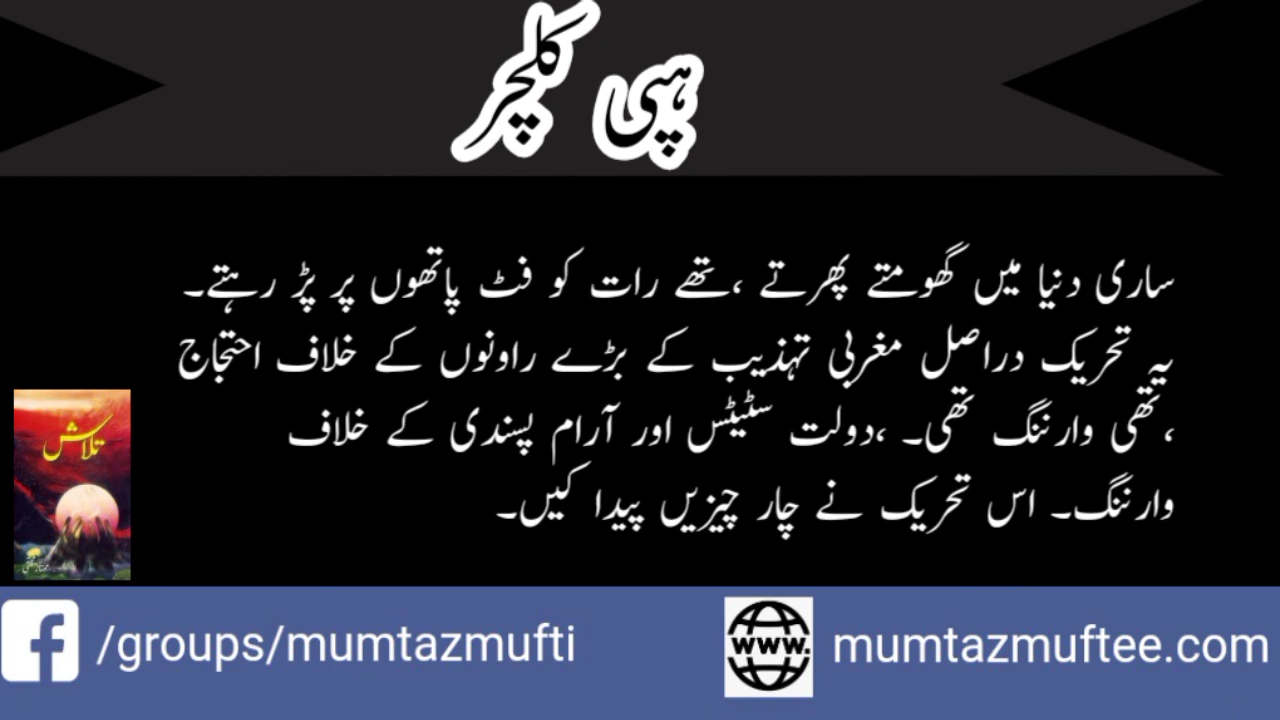 ہپی کلچر
ساری دنیا میں گھومتے پھرتے ،تھے رات کو فٹ پاتھوں پر پڑ رہتے۔
یہ تحریک دراصل مغربی تہذیب کے بڑے راونوں کے خلاف احتجاج
،تھی وارننگ تھی۔ ،دولت سٹیٹس اور آرام پسندی کے خلاف
وارننگ۔ اس تحریک نے چار چیزیں پیدا کیں۔
تلاش
ممتاز مفتی
/groups/mumtazmufti
www.
mumtazmuftee.com